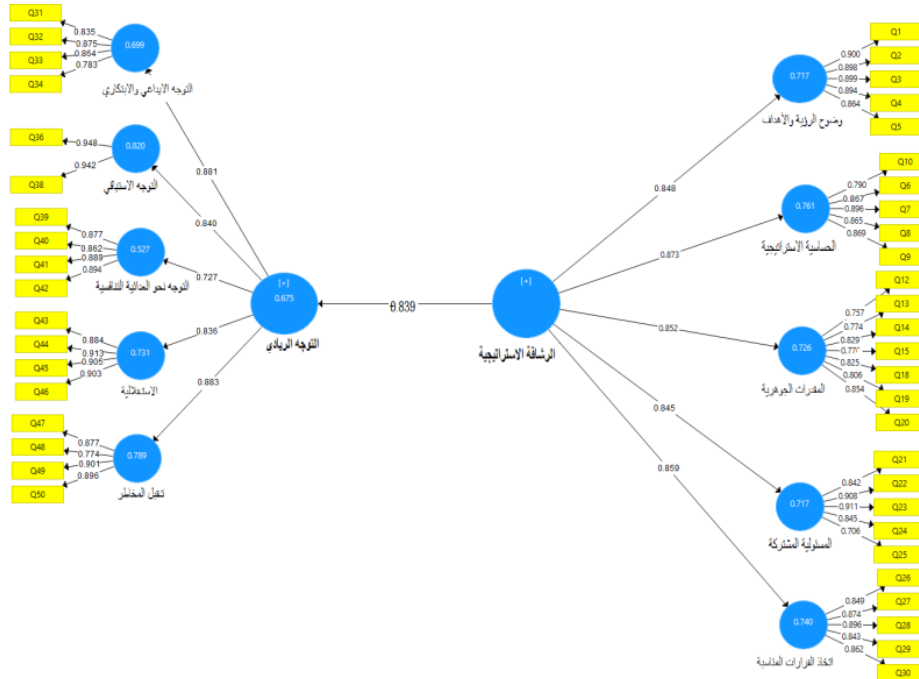 Q31
Q32
Q33
Q34
0.835
0.875
0.864
0.783
0.699
التوجه الابداعي والابتكاري
Q36
Q38
0.948
0.942
0.820
التوجه الاستباقي
Q39
Q40
Q41
Q42
0.877
0.862
0.889
0.894
0.527
التوجه نحو العدائية التنافسية
Q43
Q44
Q45
Q46
0.884
0.913
0.905
0.903
0.731
الاستقلالية
Q47
Q48
Q49
Q50
0.877
0.774
0.901
0.896
0.789
تقبل المخاطر
0.881
0.840
0.727
0.836
0.883
[+]
0.675
التوجه الريادي
0.839
[+]
الرشاقة الاستراتيجية
0.848
0.873
0.852
0.845
0.859
0.717
وضوح الرؤية والأهداف
0.900
0.898
0.899
0.894
0.864
Q1
Q2
Q3
Q4
Q5
0.761
الحساسية الاستراتيجية
0.790
0.867
0.896
0.865
0.869
Q10
Q6
Q7
Q8
Q9
0.726
المقدرات الجوهرية
0.757
0.774
0.829
0.825
0.806
0.854
Q12
Q13
Q14
Q15
Q18
Q19
Q20
0.717
المسئولية المشتركة
0.842
0.908
0.911
0.845
0.706
Q21
Q22
Q23
Q24
Q25
0.740
اتخاذ القرارات المناسبة
0.849
0.874
0.896
0.843
0.862
Q26
Q27
Q28
Q29
Q30